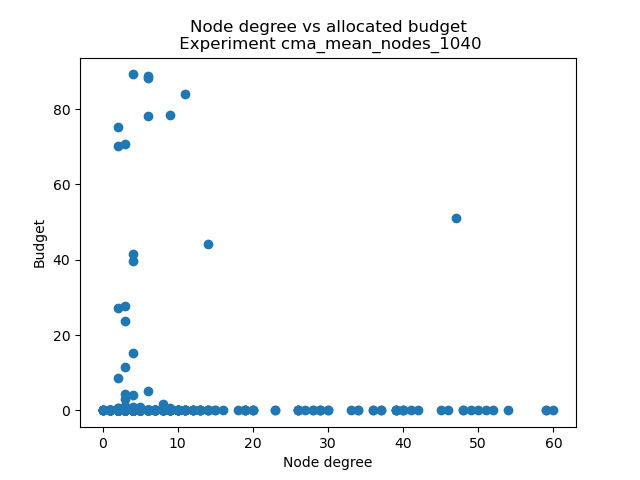 Node degree vs allocated budget
Experiment cma_mean_nodes_1040
Budget
80
60
40
20
0
0 10 20 30 40 50 60
Node degree